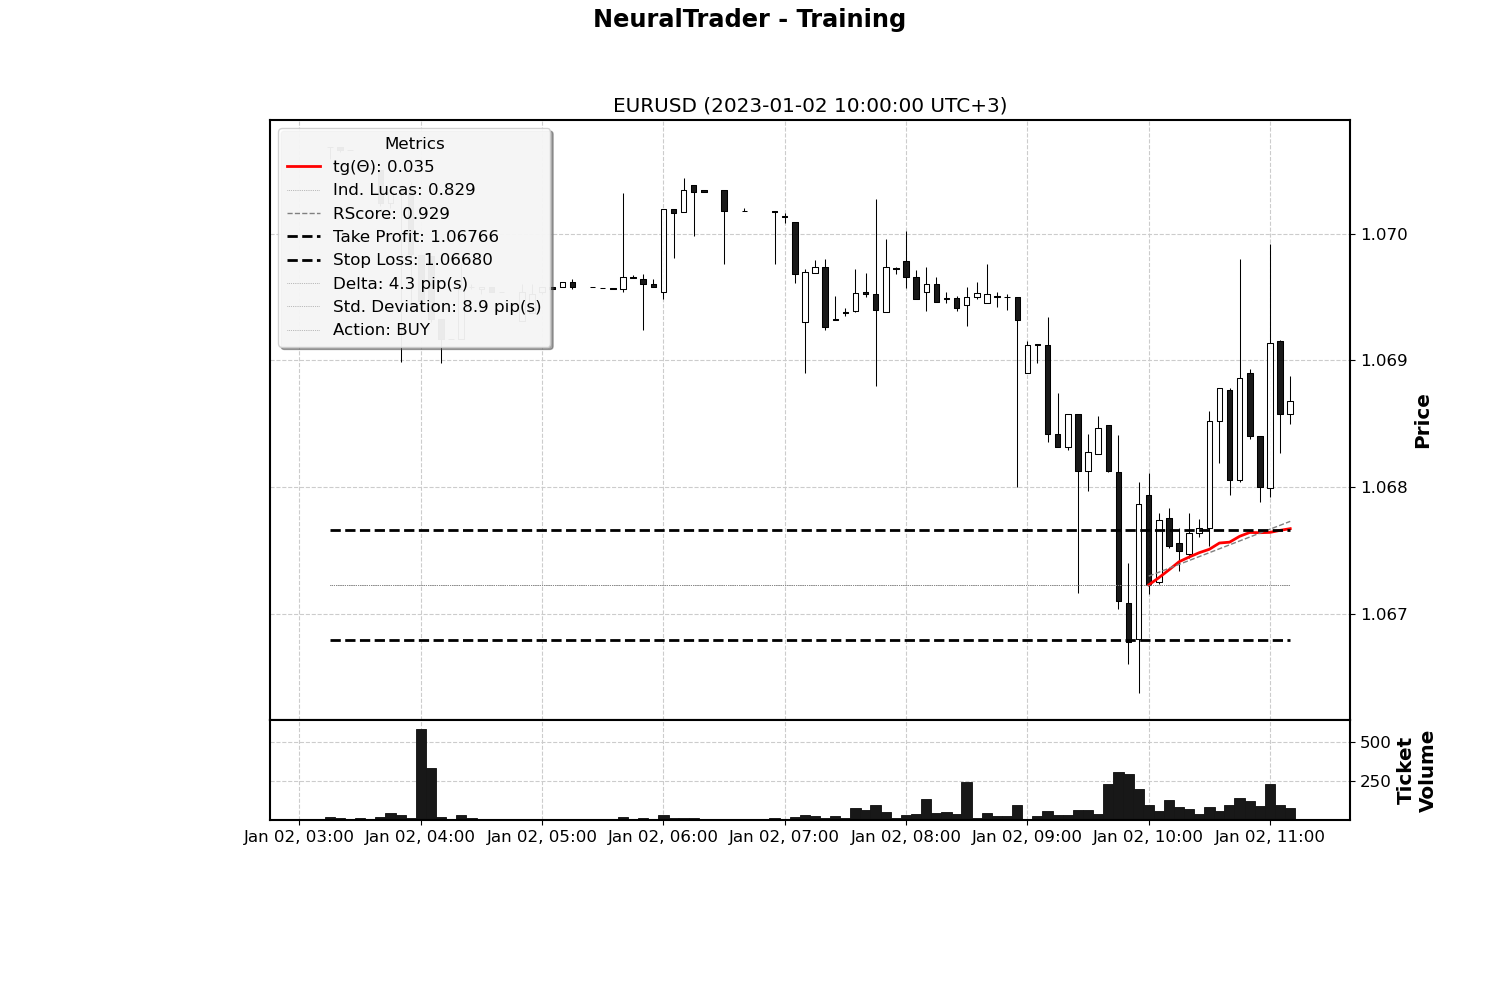 NeuralTrader - Training
EURUSD (2023-01-02 10:00:00 UTC+3)
Metrics
tg(Θ): 0.035
Ind. Lucas: 0.829
RScore: 0.929
Take Profit: 1.06766
Stop Loss: 1.06680
Delta: 4.3 pip(s)
Std. Deviation: 8.9 pip(s)
Action: BUY
1.070
1.069
1.068
1.067
Price
500
250
Ticket
Volume
Jan 02, 03:00
Jan 02, 04:00
Jan 02, 05:00
Jan 02, 06:00
Jan 02, 07:00
Jan 02, 08:00
Jan 02, 09:00
Jan 02, 10:00
Jan 02, 11:00